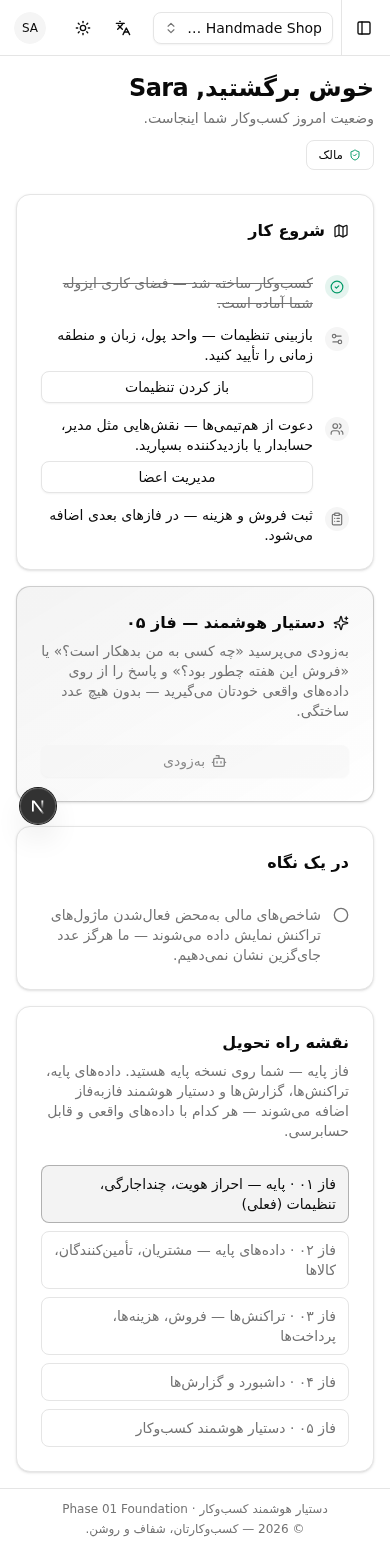 ... Handmade Shop
SA
خوش برگشتید, Sara
وضعیت امروز کسب‌وکار شما اینجاست.
مالک
شروع کار
کسب‌وکار ساخته شد — فضای کاری ایزوله
شما آماده است.
بازبینی تنظیمات — واحد پول، زبان و منطقه
زمانی را تأیید کنید.
باز کردن تنظیمات
دعوت از هم‌تیمی‌ها — نقش‌هایی مثل مدیر،
حسابدار یا بازدیدکننده بسپارید.
مدیریت اعضا
ثبت فروش و هزینه — در فازهای بعدی اضافه
می‌شود.
دستیار هوشمند — فاز ۰۵
به‌زودی می‌پرسید «چه کسی به من بدهکار است؟» یا
«فروش این هفته چطور بود؟» و پاسخ را از روی
داده‌های واقعی خودتان می‌گیرید — بدون هیچ عدد
ساختگی.
به‌زودی
N
در یک نگاه
شاخص‌های مالی به‌محض فعال‌شدن ماژول‌های
تراکنش نمایش داده می‌شوند — ما هرگز عدد
جای‌گزین نشان نمی‌دهیم.
نقشه راه تحویل
فاز پایه — شما روی نسخه پایه هستید. داده‌های پایه،
تراکنش‌ها، گزارش‌ها و دستیار هوشمند فازبه‌فاز
اضافه می‌شوند — هر کدام با داده‌های واقعی و قابل
حسابرسی.
فاز ۰۱ · پایه — احراز هویت، چنداجارگی،
تنظیمات (فعلی)
فاز ۰۲ · داده‌های پایه — مشتریان، تأمین‌کنندگان،
کالاها
فاز ۰۳ · تراکنش‌ها — فروش، هزینه‌ها،
پرداخت‌ها
فاز ۰۴ · داشبورد و گزارش‌ها
فاز ۰۵ · دستیار هوشمند کسب‌وکار
دستیار هوشمند کسب‌وکار · Phase 01 Foundation
© 2026 — کسب‌وکارتان، شفاف و روشن.